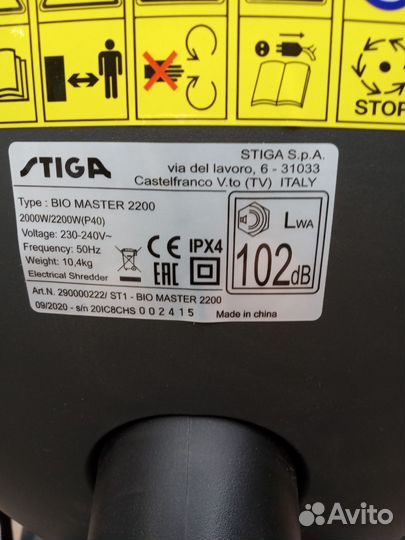 STOP
STIGA
STIGA S.p.A.
via del lavoro, 6 - 31033
Castelfranco V.to (TV) ITALY
Type : BIO MASTER 2200
2000W/2200W(P40)
Voltage: 230-240V~
Frequency: 50Hz
Weight: 10,4kg
Electrical Shredder
CE IPX4
EAC
LWA
102dB
Art.N. 290000222/ ST1 - BIO MASTER 2200
09/2020 - s/n 20IC8CHS 0 0 2 4 1 5
Made in china
Avito